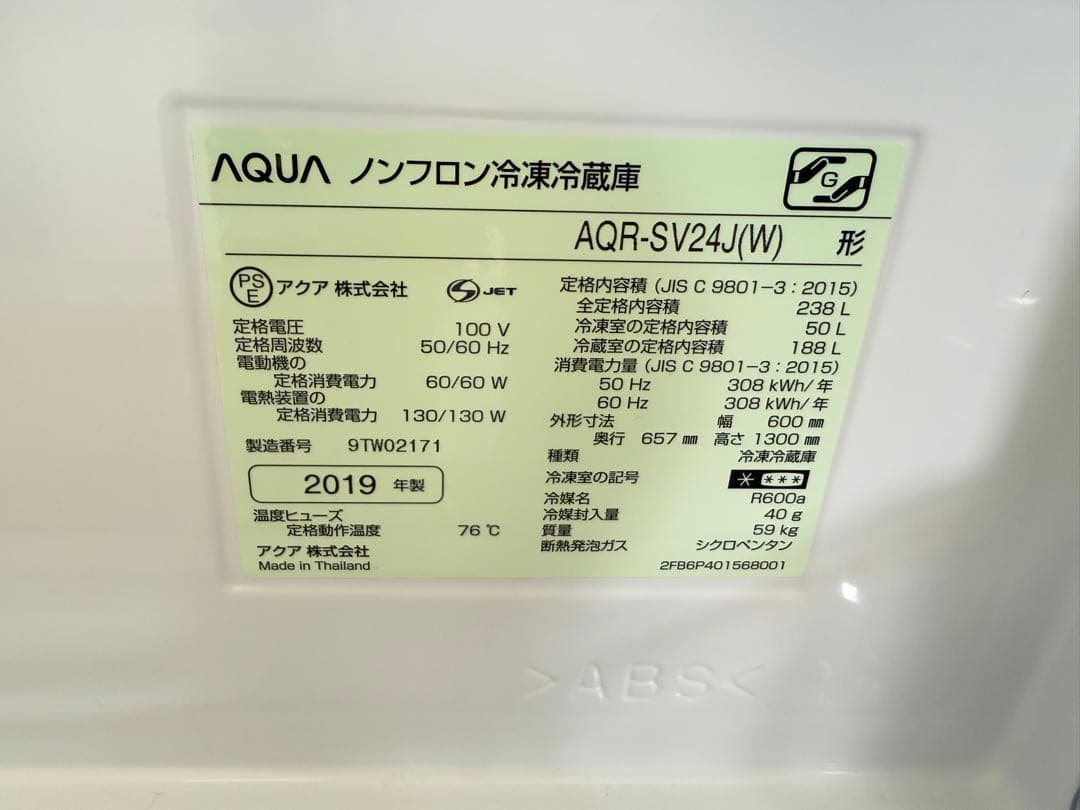 AQUA ノンフロン冷凍冷蔵庫
G
AQR-SV24J(W) 形
PSE アクア 株式会社 S JET
定格電圧 100 V
定格周波数 50/60 Hz
電動機の
定格消費電力 60/60 W
電熱装置の
定格消費電力 130/130 W
製造番号 9TW02171
2019 年製
温度ヒューズ
定格動作温度 76 ℃
アクア 株式会社
Made in Thailand
定格内容積 (JIS C 9801-3:2015)
全定格内容積 238 L
冷凍室の定格内容積 50 L
冷蔵室の定格内容積 188 L
消費電力量 (JIS C 9801-3:2015)
50 Hz 308 kWh/年
60 Hz 308 kWh/年
外形寸法 幅 600 ㎜
奥行 657 ㎜ 高さ 1300 ㎜
種類 冷凍冷蔵庫
冷凍室の記号 * ***
冷媒名 R600a
冷媒封入量 40 g
質量 59 kg
断熱発泡ガス シクロペンタン
2FB6P401568001
>ABS<